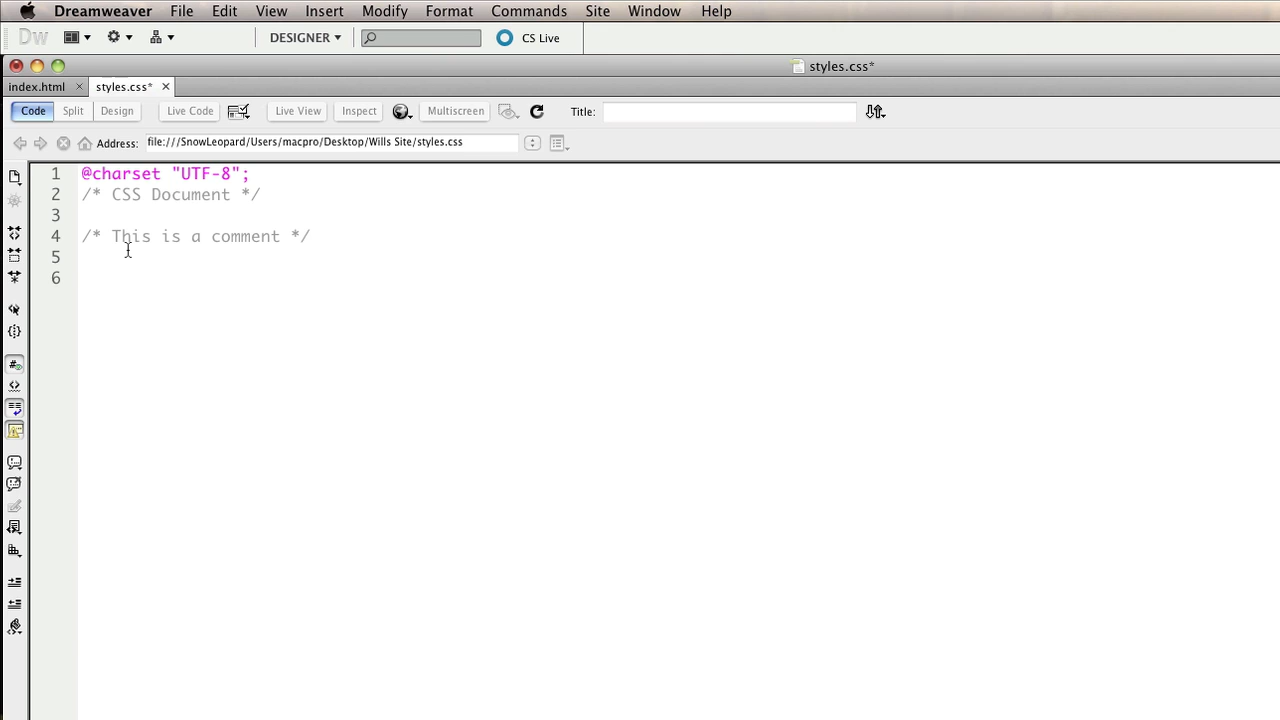 Dreamweaver File Edit View Insert Modify Format Commands Site Window Help
Dw DESIGNER CS Live
styles.css*
index.html styles.css*
Code Split Design Live Code Live View Inspect Multiscreen Title:
Address: file:///SnowLeopard/Users/macpro/Desktop/Wills Site/styles.css
1 @charset "UTF-8";
2 /* CSS Document */
3
4 /* This is a comment */
5
6